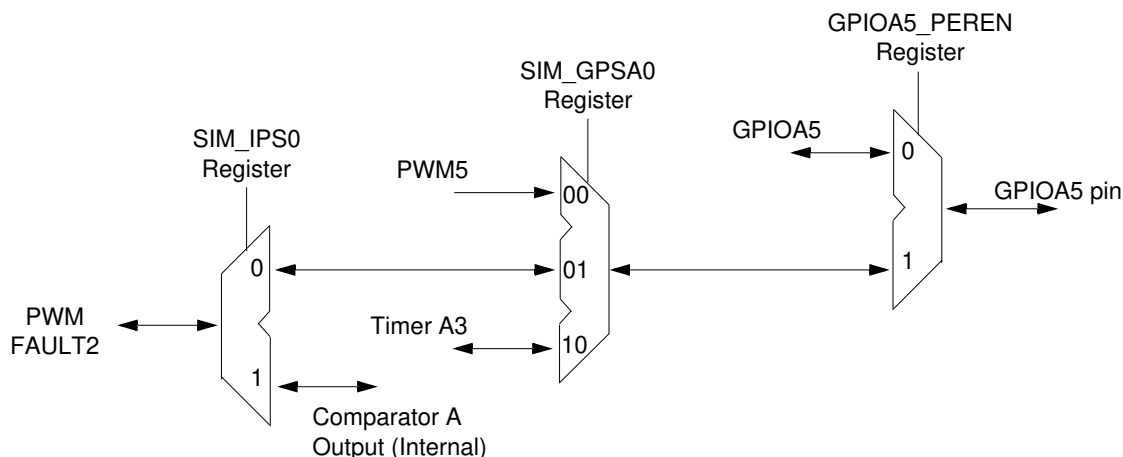 GPIOA5_PEREN
Register
SIM_GPSA0
Register
SIM_IPS0
Register
GPIOA5
0
PWM5
00
GPIOA5 pin
0
01
1
PWM
FAULT2
Timer A3
10
1
Comparator A
Output (Internal)